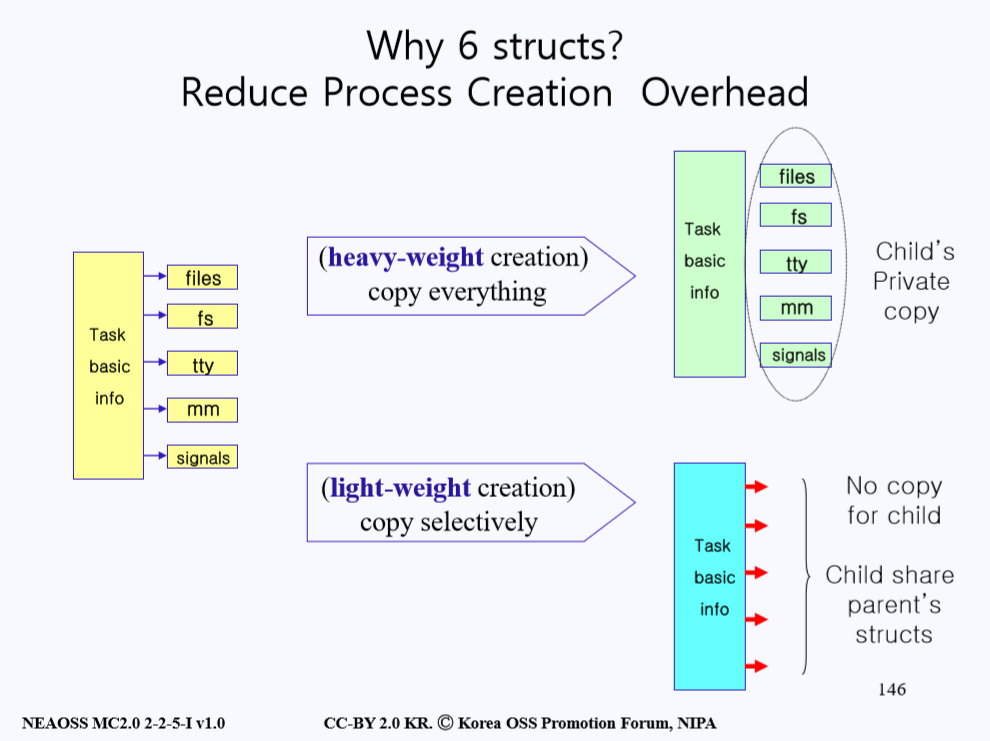 Why 6 structs?
Reduce Process Creation Overhead
Task
basic
info
files
fs
tty
mm
signals
(heavy-weight creation)
copy everything
Task
basic
info
files
fs
tty
mm
signals
Child's
Private
copy
(light-weight creation)
copy selectively
Task
basic
info
No copy
for child
Child share
parent's
structs
146
NEAOSS MC2.0 2-2-5-I v1.0
CC-BY 2.0 KR. © Korea OSS Promotion Forum, NIPA